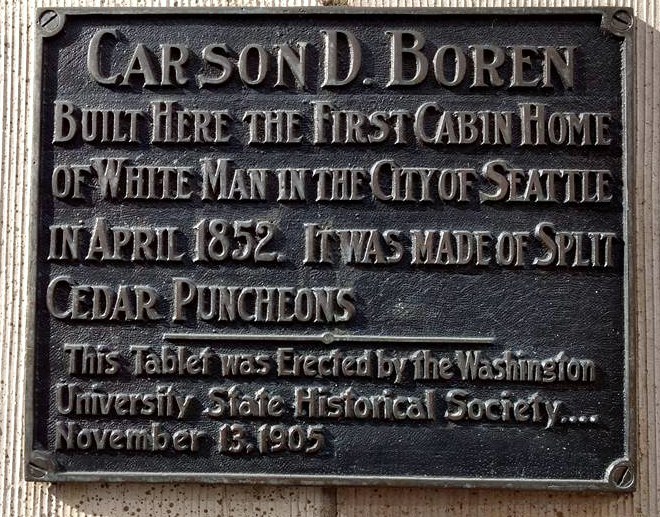 CARSON D. BOREN
BUILT HERE THE FIRST CABIN HOME
OF WHITE MAN IN THE CITY OF SEATTLE
IN APRIL 1852. IT WAS MADE OF SPLIT
CEDAR PUNCHEONS
This Tablet was Erected by the Washington
University State Historical Society,....
November 13, 1905